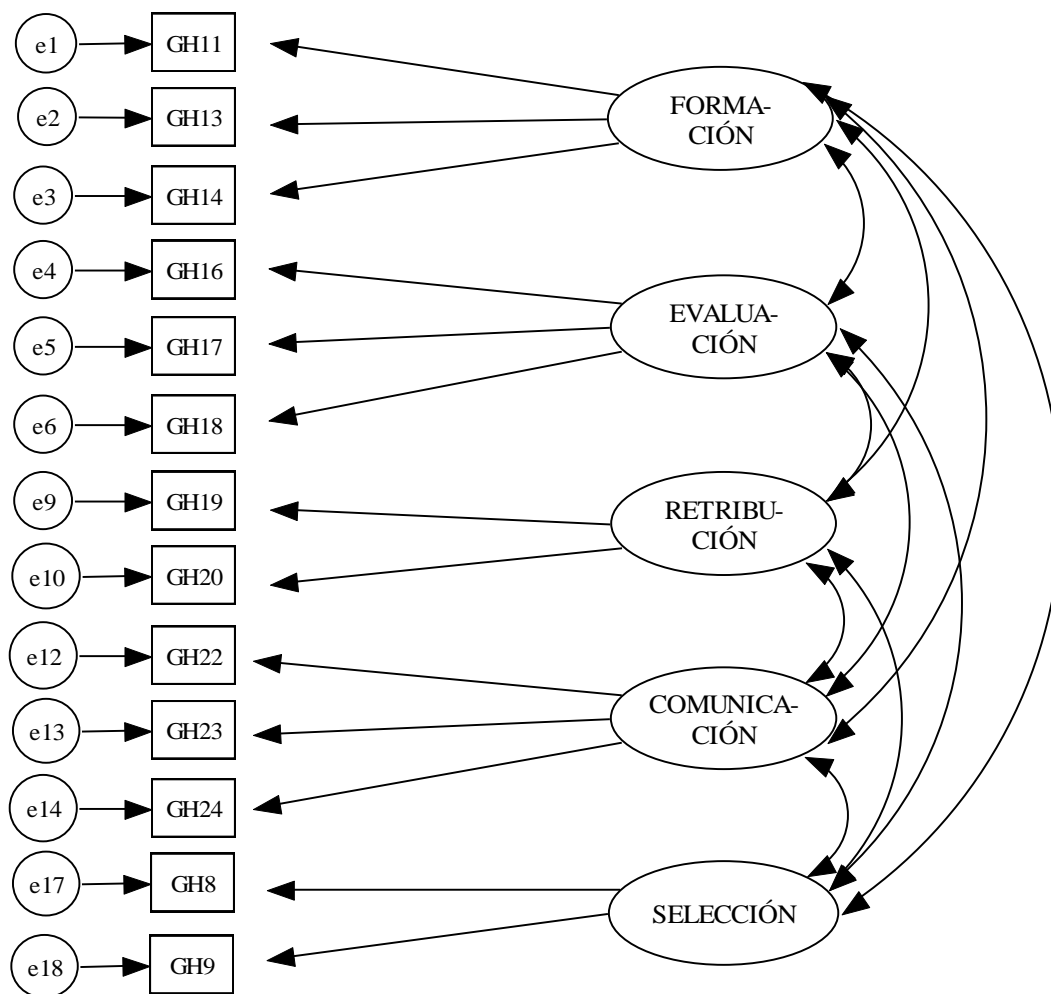 e1 GH11
FORMA-
CIÓN
e2 GH13
e3 GH14
e4 GH16
EVALUA-
CIÓN
e5 GH17
e6 GH18
e9 GH19
RETRIBU-
CIÓN
e10 GH20
e12 GH22
COMUNICA-
CIÓN
e13 GH23
e14 GH24
e17 GH8
SELECCIÓN
e18 GH9